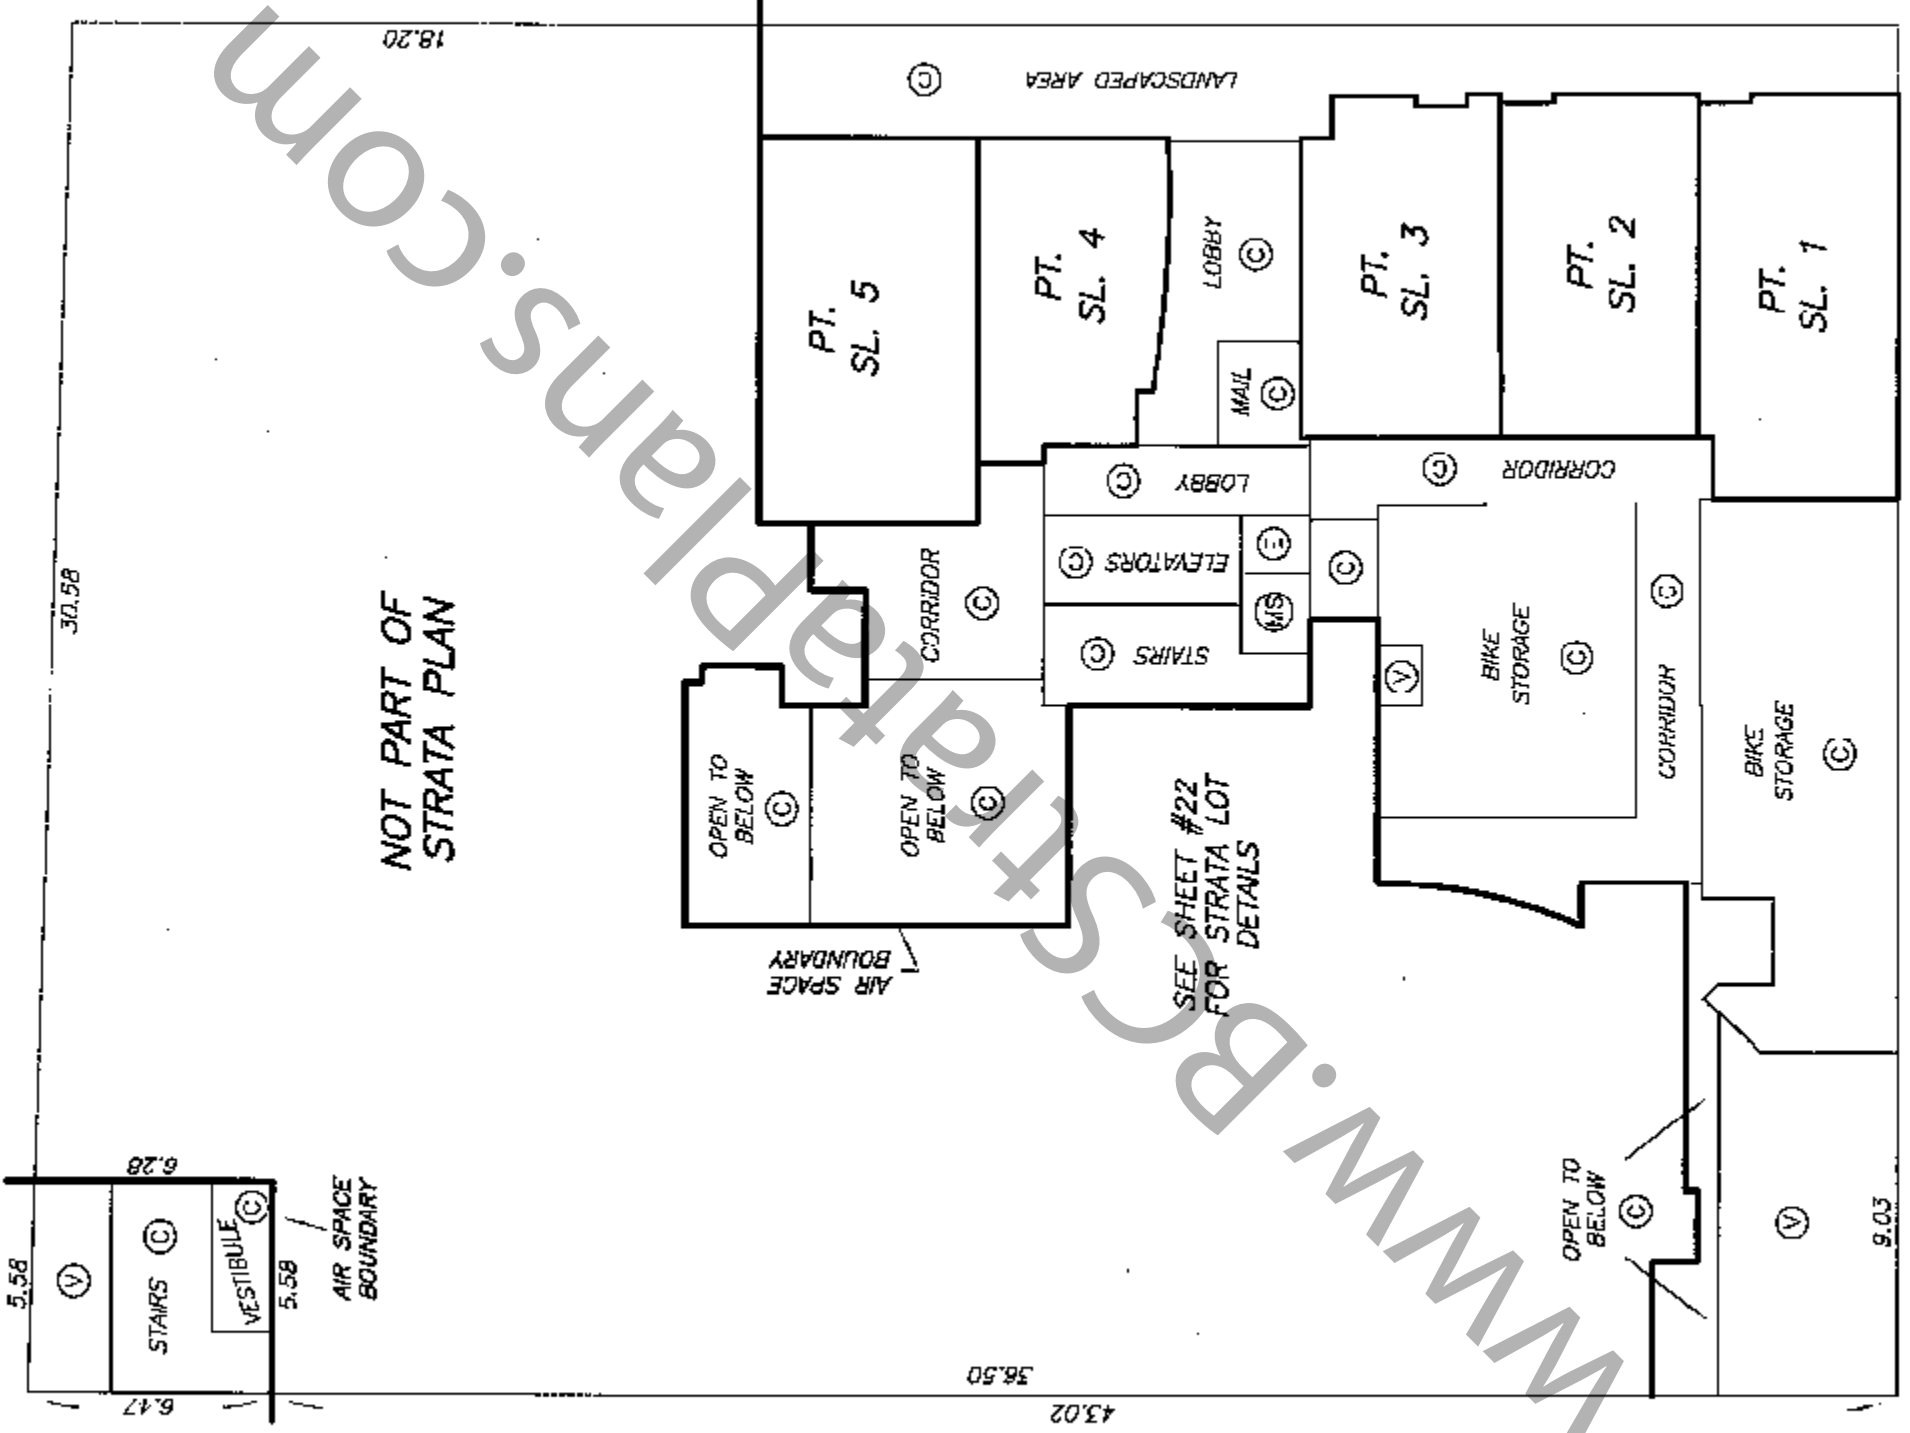 18.20
LANDSCAPED AREA
C
PT.
SL. 5
PT.
SL. 4
LOBBY
C
PT.
SL. 3
PT.
SL. 2
PT.
SL. 1
MAIL
C
LOBBY
C
CORRIDOR
C
30.58
NOT PART OF
STRATA PLAN
CORRIDOR
C
ELEVATORS
C
E
MS
C
STAIRS
C
V
BIKE
STORAGE
C
CORRIDOR
C
BIKE
STORAGE
C
OPEN TO
BELOW
C
OPEN TO
BELOW
C
AIR SPACE
BOUNDARY
SEE SHEET #22
FOR STRATA LOT
DETAILS
6.28
5.58
V
STAIRS
C
VESTIBULE
C
5.58
AIR SPACE
BOUNDARY
OPEN TO
BELOW
C
V
9.03
6.47
36.50
43.02
www.BCStrataPlans.com